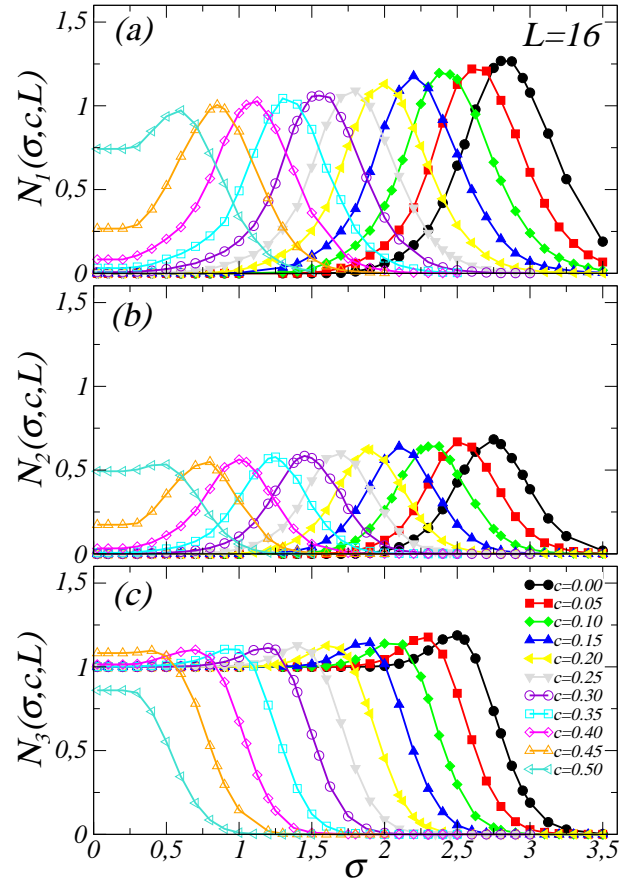 (a)
L=16
N1(σ,c,L)
1,5
1
0,5
0
(b)
N2(σ,c,L)
1,5
1
0,5
0
(c)
N3(σ,c,L)
1,5
1
0,5
0
c=0.00
c=0.05
c=0.10
c=0.15
c=0.20
c=0.25
c=0.30
c=0.35
c=0.40
c=0.45
c=0.50
0 0,5 1 1,5 2 2,5 3 3,5
σ